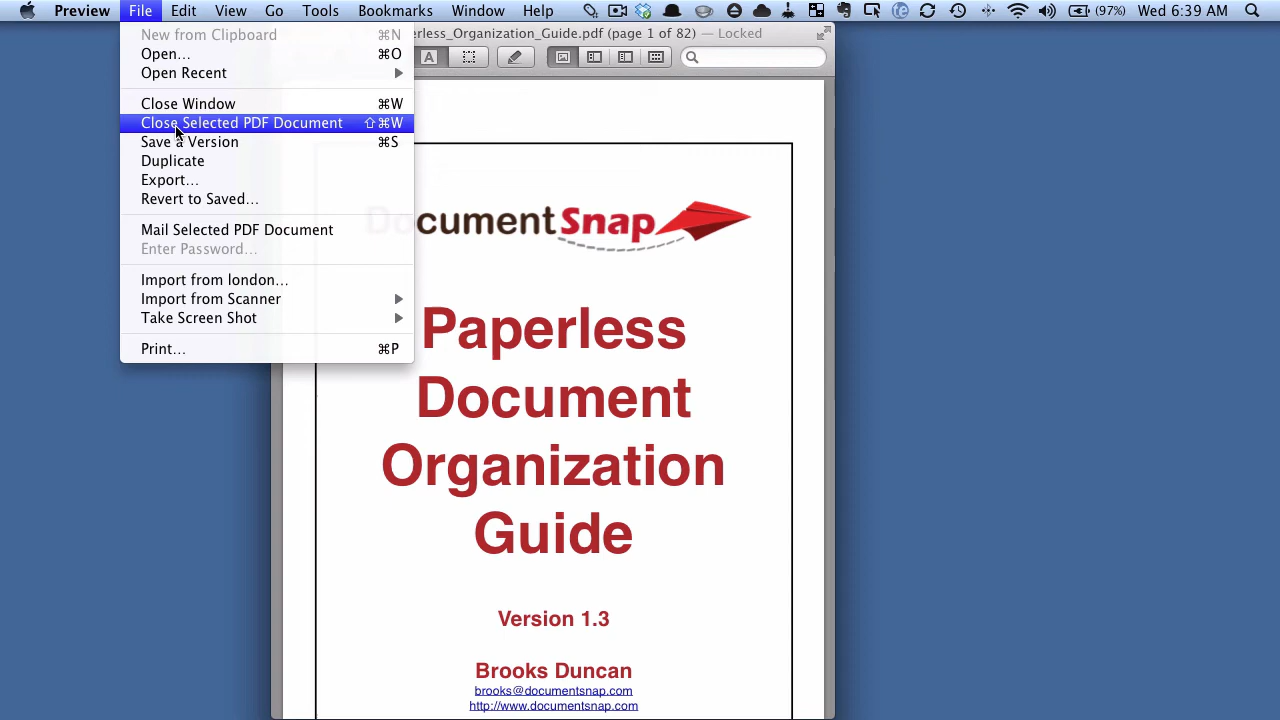 Preview File Edit View Go Tools Bookmarks Window Help (97%) Wed 6:39 AM
erless_Organization_Guide.pdf (page 1 of 82) — Locked
A
New from Clipboard ⌘N
Open... ⌘O
Open Recent
Close Window ⌘W
Close Selected PDF Document ⇧⌘W
Save a Version ⌘S
Duplicate
Export...
Revert to Saved...
Mail Selected PDF Document
Enter Password...
Import from london...
Import from Scanner
Take Screen Shot
Print... ⌘P
DocumentSnap
Paperless
Document
Organization
Guide
Version 1.3
Brooks Duncan
brooks@documentsnap.com
http://www.documentsnap.com